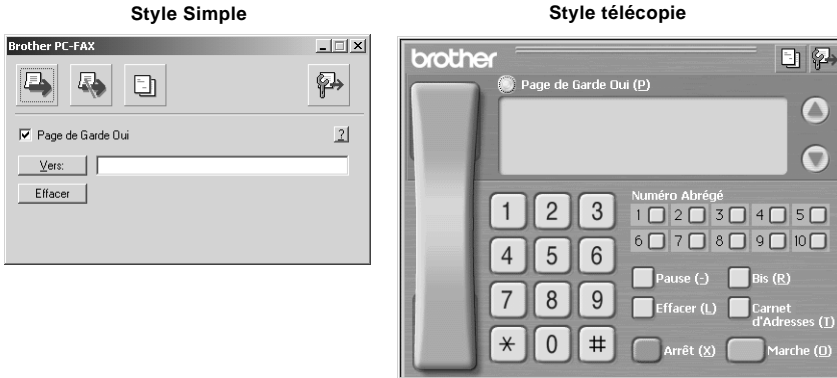 Style Simple
Brother PC-FAX
Page de Garde Oui
?
Vers:
Effacer
Style télécopie
brother
Page de Garde Oui (P)
1 2 3
4 5 6
7 8 9
* 0 #
Numéro Abrégé
1 2 3 4 5
6 7 8 9 10
Pause (-) Bis (R)
Effacer (L) Carnet
d'Adresses (T)
Arrêt (X) Marche (O)